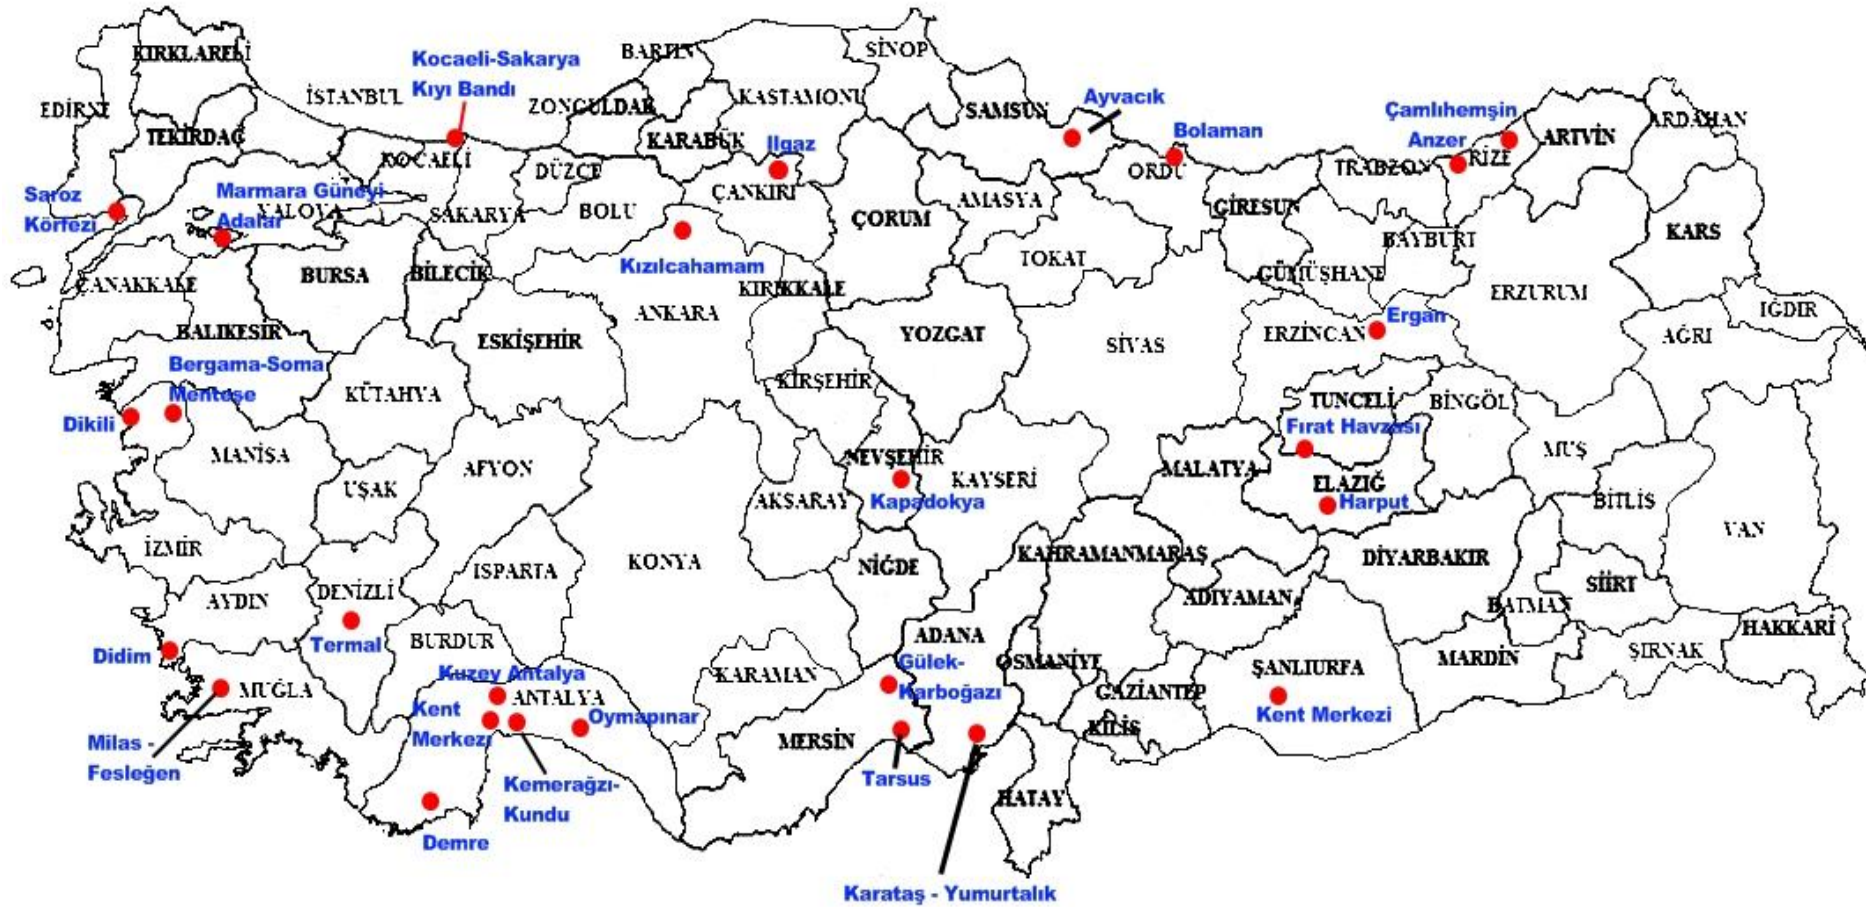 KIRKLARELİ
EDİRNE
TEKİRDAĞ
İSTANBUL
Kocaeli-Sakarya
Kıyı Bandı
KOCAELİ
ZONGULDAK
BARTIN
KARABÜK
KASTAMONU
SİNOP
SAMSUN
Ayvacık
Bolaman
ORDU
Çamlıhemşin
Anzer
RİZE
TRABZON
ARTVİN
ARDAHAN
Saroz
Körfezi
Marmara Güneyi
Adalar
YALOVA
SAKARYA
DÜZCE
BOLU
Ilgaz
ÇANKIRI
ÇORUM
AMASYA
TOKAT
GİRESUN
GÜMÜŞHANE
BAYBURT
KARS
ÇANAKKALE
BURSA
BİLECİK
Kızılcahamam
ANKARA
KIRIKKALE
YOZGAT
SİVAS
ERZİNCAN
Ergan
ERZURUM
AĞRI
IĞDIR
BALIKESİR
Bergama-Soma
Menteşe
Dikili
KÜTAHYA
ESKİŞEHİR
KIRŞEHİR
TUNCELİ
Fırat Havzası
BİNGÖL
MUŞ
MANİSA
UŞAK
AFYON
AKSARAY
NEVŞEHİR
Kapadokya
KAYSERİ
MALATYA
ELAZIĞ
Harput
BİTLİS
VAN
İZMİR
AYDIN
DENİZLİ
Termal
ISPARTA
KONYA
NİĞDE
KAHRAMANMARAŞ
ADIYAMAN
DİYARBAKIR
BATMAN
SİİRT
HAKKARİ
ŞIRNAK
MARDİN
Didim
MUĞLA
Milas -
Fesleğen
BURDUR
Kuzey Antalya
ANTALYA
Kent
Merkezi
Oymapınar
Kemerağzı-
Kundu
Demre
KARAMAN
MERSİN
ADANA
Gülek-
Karboğazı
Tarsus
OSMANİYE
GAZİANTEP
KİLİS
HATAY
ŞANLIURFA
Kent Merkezi
Karataş - Yumurtalık